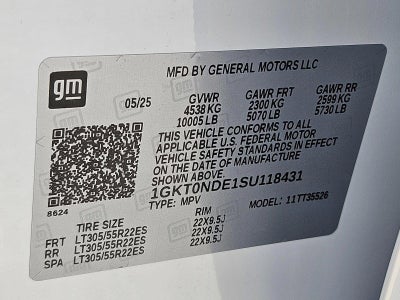 gm
MFD BY GENERAL MOTORS LLC
05/25 GVWR GAWR FRT GAWR RR
4538 KG 2300 KG 2599 KG
10005 LB 5070 LB 5730 LB
THIS VEHICLE CONFORMS TO ALL
APPLICABLE U.S. FEDERAL MOTOR
VEHICLE SAFETY STANDARDS IN EFFECT
ON THE DATE OF MANUFACTURE
SHOWN ABOVE.
1GKT0NDE1SU118431
TYPE: MPV MODEL: 11TT35526
8624
TIRE SIZE RIM
FRT LT305/55R22ES 22X9.5J
RR LT305/55R22ES 22X9.5J
SPA LT305/55R22ES 22X9.5J